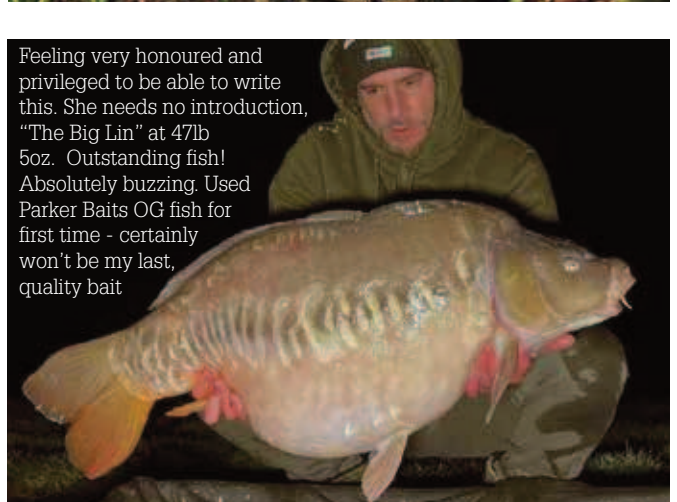 Feeling very honoured and
privileged to be able to write
this. She needs no introduction,
“The Big Lin” at 47lb
5oz.  Outstanding fish!
Absolutely buzzing. Used
Parker Baits OG fish for
first time - certainly
won't be my last,
quality bait